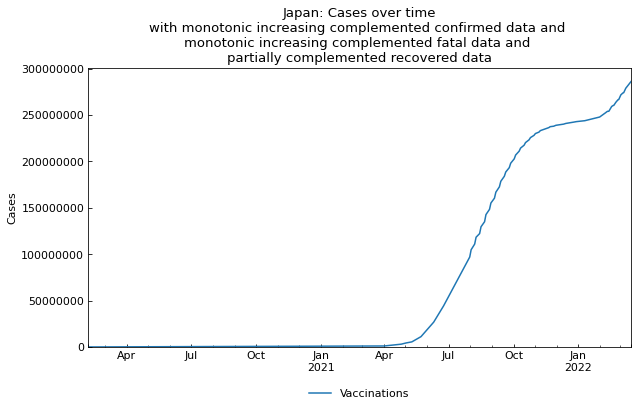 Japan: Cases over time
with monotonic increasing complemented confirmed data and
monotonic increasing complemented fatal data and
partially complemented recovered data
300000000
250000000
200000000
150000000
100000000
50000000
0
Cases
Apr Jul Oct Jan Apr Jul Oct Jan
2021 2022
Vaccinations